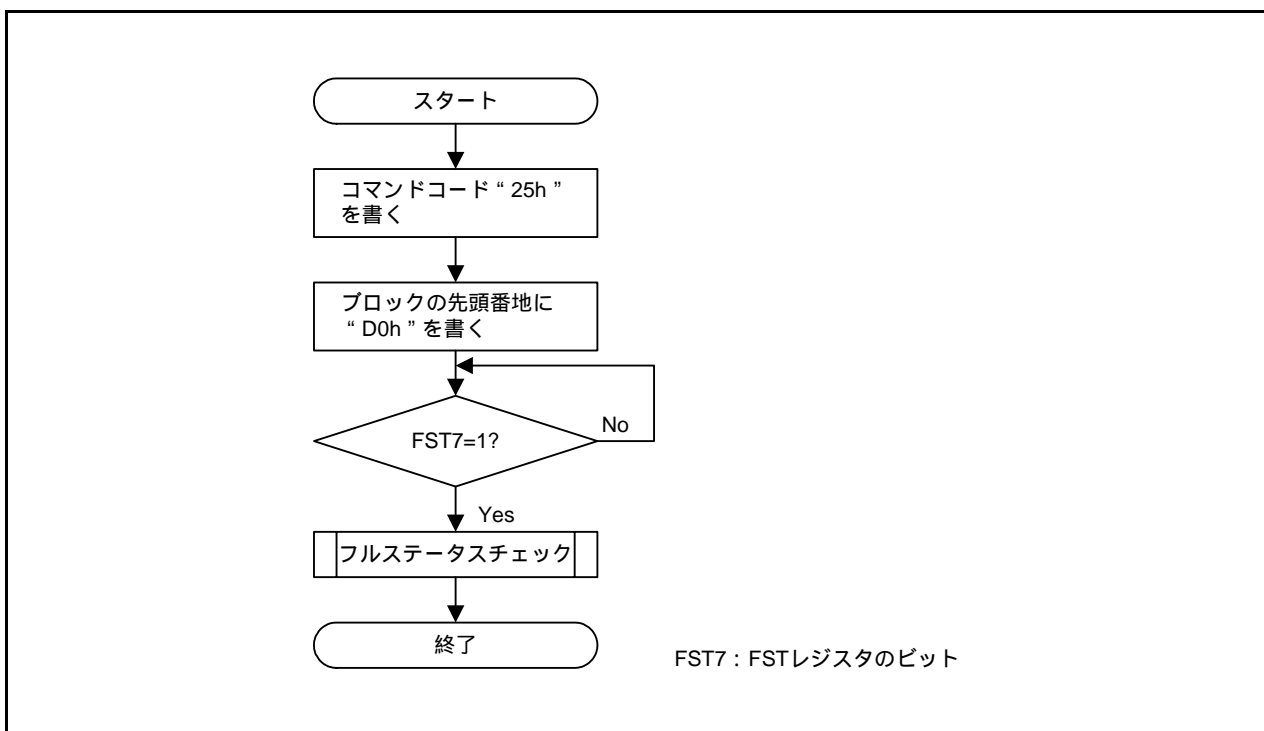 スタート
コマンドコード“ 25h ”
を書く
ブロックの先頭番地に
“ D0h ” を書く
FST7=1?
No
Yes
フルステータスチェック
終了
FST7 : FSTレジスタのビット